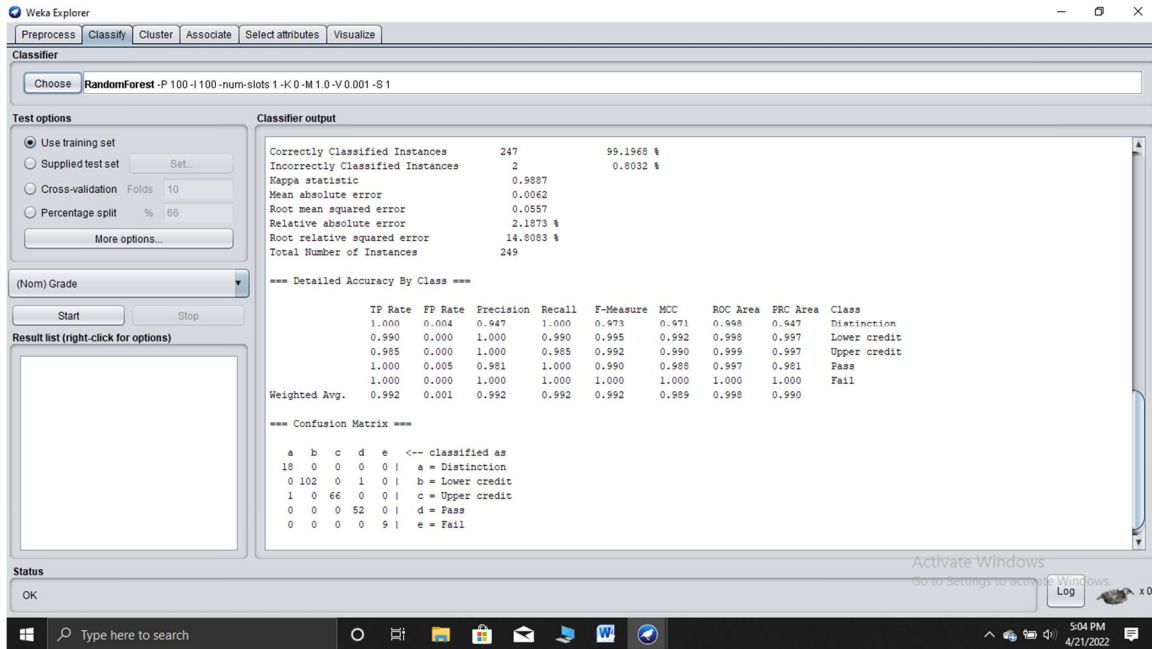 Weka Explorer
Preprocess Classify Cluster Associate Select attributes Visualize
Classifier
Choose RandomForest -P 100 -I 100 -num-slots 1 -K 0 -M 1.0 -V 0.001 -S 1
Test options
Use training set
Supplied test set Set...
Cross-validation Folds 10
Percentage split % 66
More options...
(Nom) Grade
Start Stop
Result list (right-click for options)
Classifier output
Correctly Classified Instances 247 99.1968 %
Incorrectly Classified Instances 2 0.8032 %
Kappa statistic 0.9887
Mean absolute error 0.0062
Root mean squared error 0.0557
Relative absolute error 2.1873 %
Root relative squared error 14.8083 %
Total Number of Instances 249
=== Detailed Accuracy By Class ===
TP Rate FP Rate Precision Recall F-Measure MCC ROC Area PRC Area Class
1.000 0.004 0.947 1.000 0.973 0.971 0.998 0.947 Distinction
0.990 0.000 1.000 0.990 0.995 0.992 0.998 0.997 Lower credit
0.985 0.000 1.000 0.985 0.992 0.990 0.999 0.997 Upper credit
1.000 0.005 0.981 1.000 0.990 0.988 0.997 0.981 Pass
1.000 0.000 1.000 1.000 1.000 1.000 1.000 1.000 Fail
Weighted Avg. 0.992 0.001 0.992 0.992 0.992 0.989 0.998 0.990
=== Confusion Matrix ===
a b c d e <-- classified as
18 0 0 0 0 | a = Distinction
0 102 0 1 0 | b = Lower credit
1 0 66 0 0 | c = Upper credit
0 0 0 52 0 | d = Pass
0 0 0 0 9 | e = Fail
Activate Windows
Go to Settings to activate Windows.
Status
OK
Log x 0
Type here to search
5:04 PM
4/21/2022